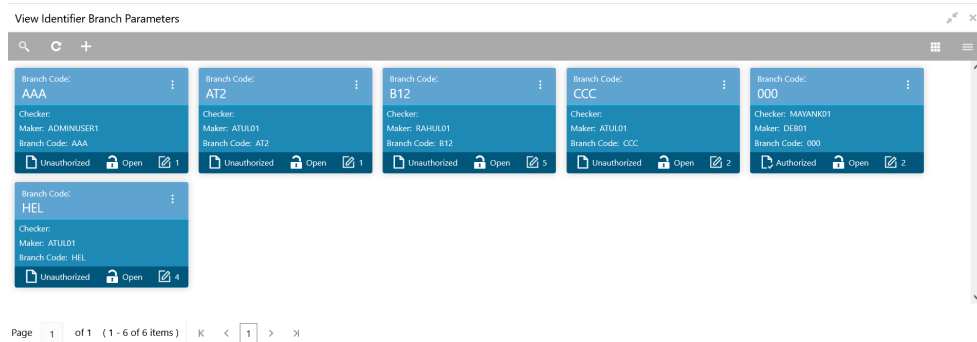 View Identifier Branch Parameters
Branch Code:
AAA
Checker:
Maker: ADMINUSER1
Branch Code: AAA
Unauthorized Open 1
Branch Code:
AT2
Checker:
Maker: ATUL01
Branch Code: AT2
Unauthorized Open 1
Branch Code:
B12
Checker:
Maker: RAHUL01
Branch Code: B12
Unauthorized Open 5
Branch Code:
CCC
Checker:
Maker: ATUL01
Branch Code: CCC
Unauthorized Open 2
Branch Code:
000
Checker: MAYANK01
Maker: DEB01
Branch Code: 000
Authorized Open 2
Branch Code:
HEL
Checker:
Maker: ATUL01
Branch Code: HEL
Unauthorized Open 4
Page 1 of 1 ( 1 - 6 of 6 items ) 1